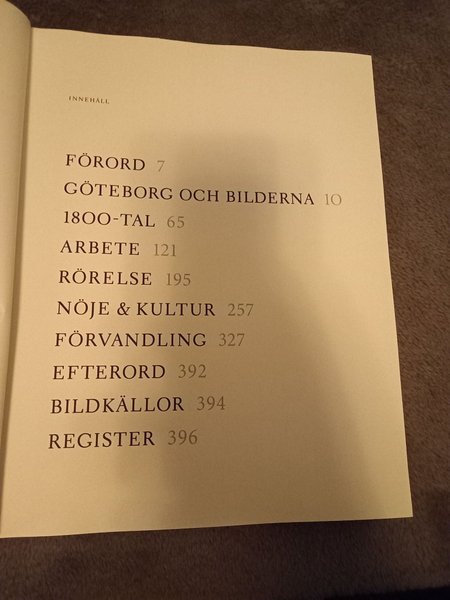 INNEHÅLL
FÖRORD 7
GÖTEBORG OCH BILDERNA 10
1800-TAL 65
ARBETE 121
RÖRELSE 195
NÖJE & KULTUR 257
FÖRVANDLING 327
EFTERORD 392
BILDKÄLLOR 394
REGISTER 396